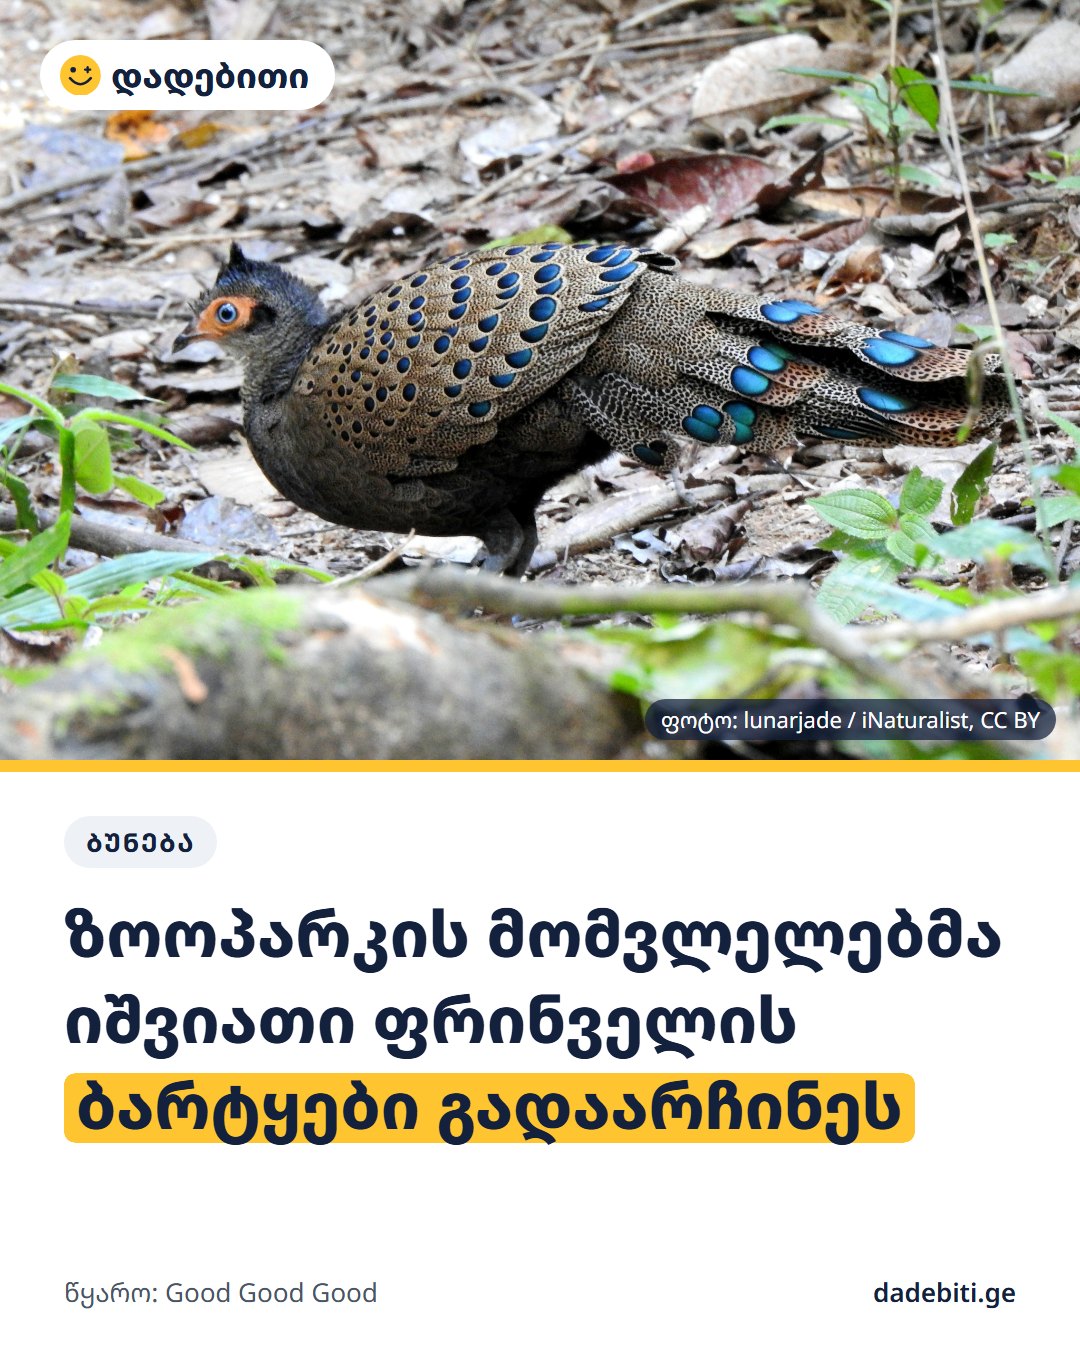 დადებითი
ფოტო: lunarjade / iNaturalist, CC BY
ბუნება
ზოოპარკის მომვლელებმა
იშვიათი ფრინველის
ბარტყები გადაარჩინეს
წყარო: Good Good Good
dadebiti.ge